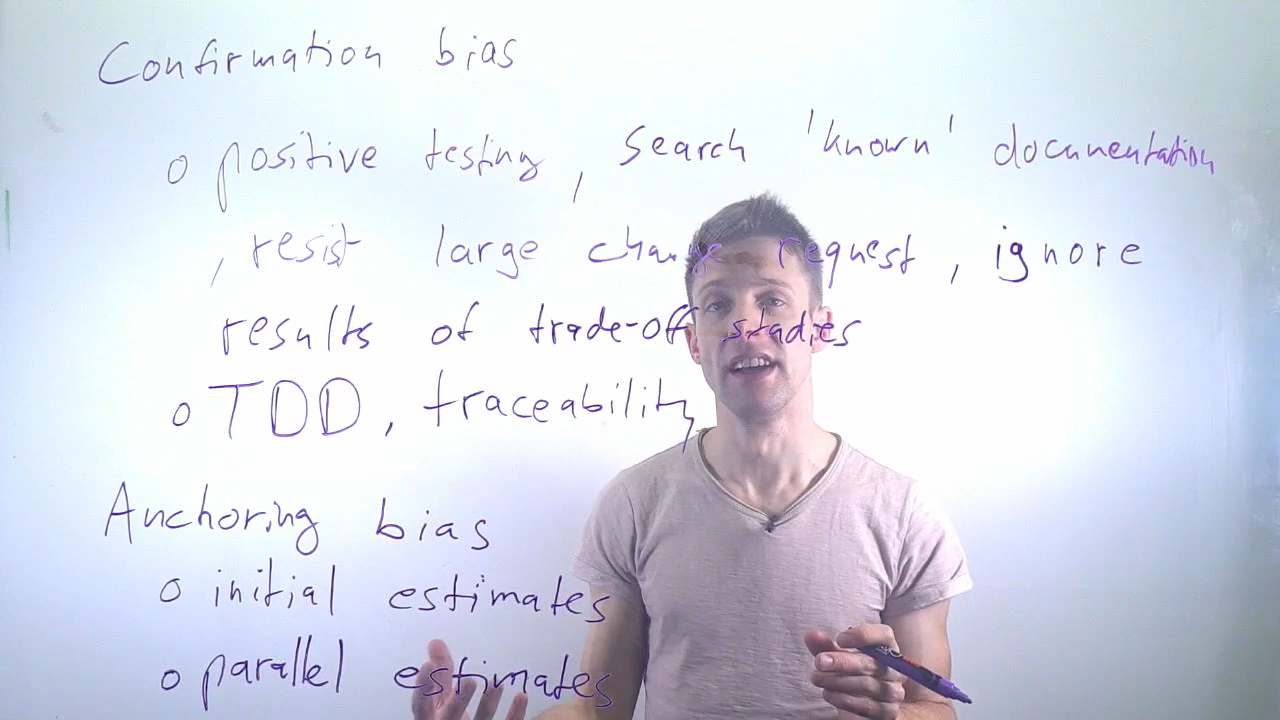 Confirmation bias
o positive testing, search 'known' documentation
, resist large change request, ignore
results of trade-off studies
o TDD, traceability
Anchoring bias
o initial estimates
o parallel estimates